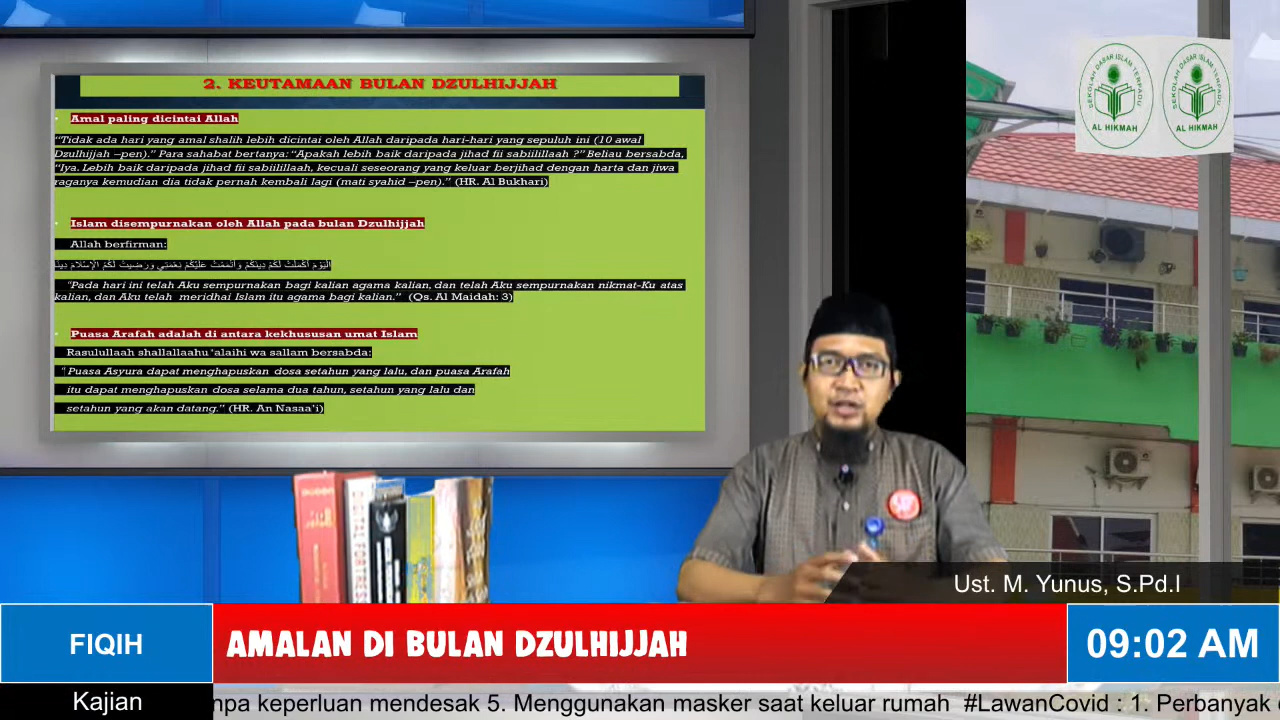 2. KEUTAMAAN BULAN DZULHIJJAH
Amal paling dicintai Allah
“Tidak ada hari yang amal shalih lebih dicintai oleh Allah daripada hari-hari yang sepuluh ini (10 awal
Dzulhijjah –pen).” Para sahabat bertanya: “Apakah lebih baik daripada jihad fii sabiilillaah ?” Beliau bersabda,
“Iya. Lebih baik daripada jihad fii sabiilillaah, kecuali seseorang yang keluar berjihad dengan harta dan jiwa
raganya kemudian dia tidak pernah kembali lagi (mati syahid –pen).” (HR. Al Bukhari)
Islam disempurnakan oleh Allah pada bulan Dzulhijjah
Allah berfirman:
اليَوْمَ أَكْمَلْتُ لَكُمْ دِينَكُمْ وَأَتْمَمْتُ عَلَيْكُمْ نِعْمَتِي وَرَضِيتُ لَكُمُ الإِسْلَامَ دِينًا
“Pada hari ini telah Aku sempurnakan bagi kalian agama kalian, dan telah Aku sempurnakan nikmat-Ku atas
kalian, dan Aku telah meridhai Islam itu agama bagi kalian.” (Qs. Al Maidah: 3)
Puasa Arafah adalah di antara kekhususan umat Islam
Rasulullaah shallallaahu ‘alaihi wa sallam bersabda:
“Puasa Asyura dapat menghapuskan dosa setahun yang lalu, dan puasa Arafah
itu dapat menghapuskan dosa selama dua tahun, setahun yang lalu dan
setahun yang akan datang.” (HR. An Nasaa’i)
SEKOLAH DASAR ISLAM TERPADU
AL HIKMAH
SEKOLAH DASAR ISLAM TERPADU
AL HIKMAH
DIGITAL FORTRESS
Ust. M. Yunus, S.Pd.I
FIQIH
AMALAN DI BULAN DZULHIJJAH
09:02 AM
Kajian
npa keperluan mendesak 5. Menggunakan masker saat keluar rumah #LawanCovid : 1. Perbanyak